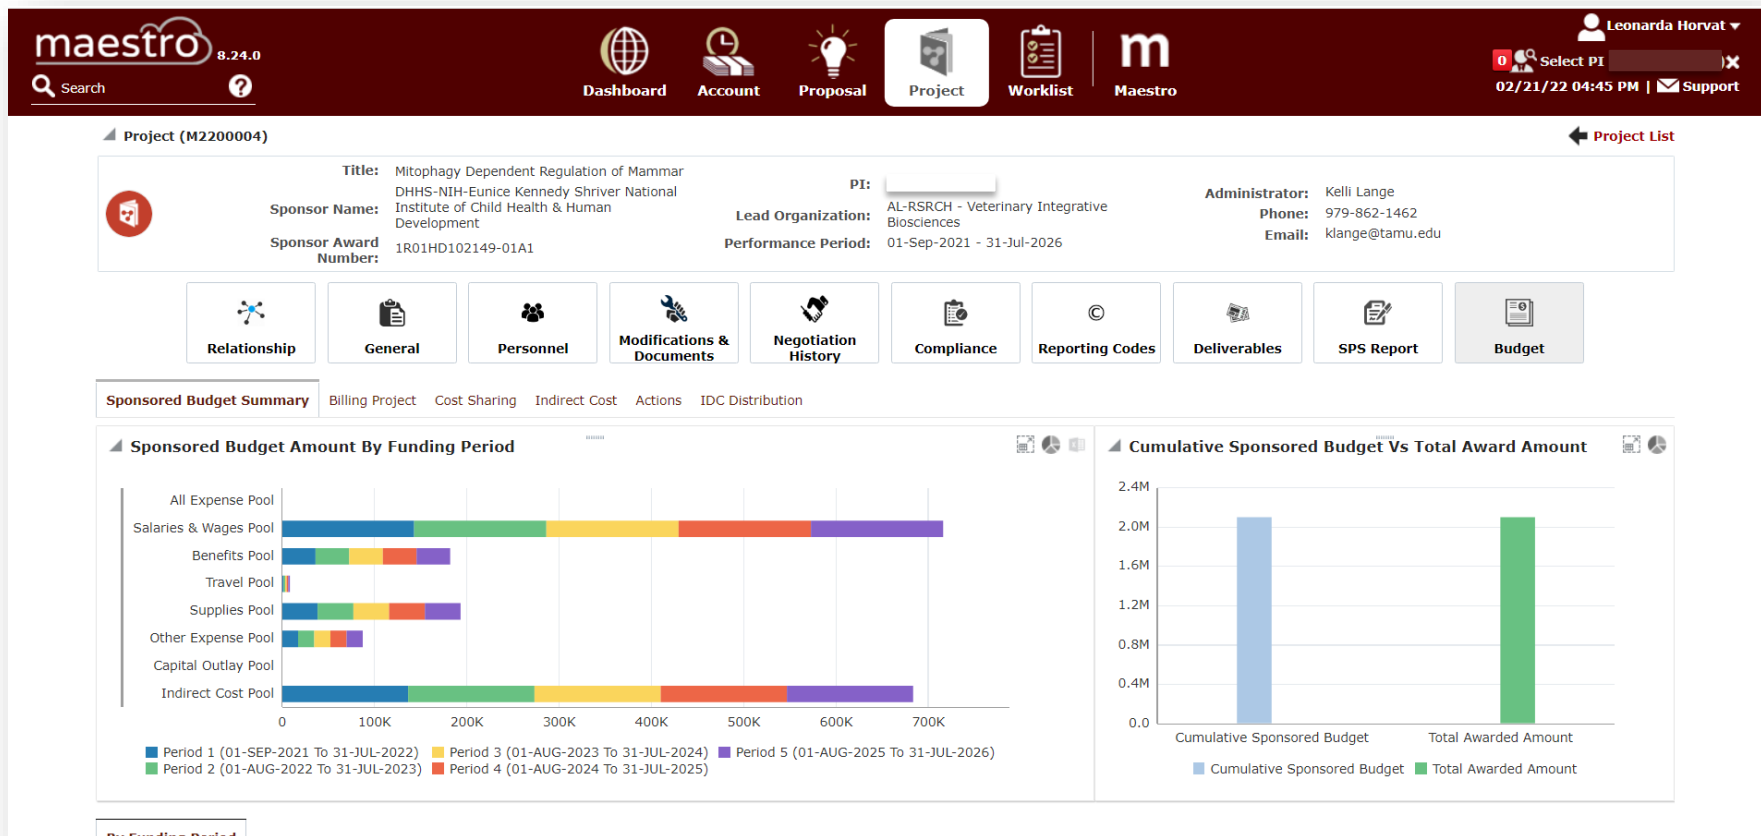 maestro 8.24.0
Search
?
Dashboard
Account
Proposal
Project
Worklist
m
Maestro
Leonarda Horvat
0 Select PI )
02/21/22 04:45 PM | Support
Project (M2200004)
Project List
Title: Mitophagy Dependent Regulation of Mammar
Sponsor Name: DHHS-NIH-Eunice Kennedy Shriver National
Institute of Child Health & Human
Development
Sponsor Award
Number: 1R01HD102149-01A1
PI:
Lead Organization: AL-RSRCH - Veterinary Integrative
Biosciences
Performance Period: 01-Sep-2021 - 31-Jul-2026
Administrator: Kelli Lange
Phone: 979-862-1462
Email: klange@tamu.edu
Relationship
General
Personnel
Modifications &
Documents
Negotiation
History
Compliance
©
Reporting Codes
Deliverables
SPS Report
Budget
Sponsored Budget Summary
Billing Project
Cost Sharing
Indirect Cost
Actions
IDC Distribution
Sponsored Budget Amount By Funding Period
All Expense Pool
Salaries & Wages Pool
Benefits Pool
Travel Pool
Supplies Pool
Other Expense Pool
Capital Outlay Pool
Indirect Cost Pool
0 100K 200K 300K 400K 500K 600K 700K
Period 1 (01-SEP-2021 To 31-JUL-2022) Period 3 (01-AUG-2023 To 31-JUL-2024) Period 5 (01-AUG-2025 To 31-JUL-2026)
Period 2 (01-AUG-2022 To 31-JUL-2023) Period 4 (01-AUG-2024 To 31-JUL-2025)
Cumulative Sponsored Budget Vs Total Award Amount
2.4M
2.0M
1.6M
1.2M
0.8M
0.4M
0.0
Cumulative Sponsored Budget Total Awarded Amount
Cumulative Sponsored Budget Total Awarded Amount
By Funding Period